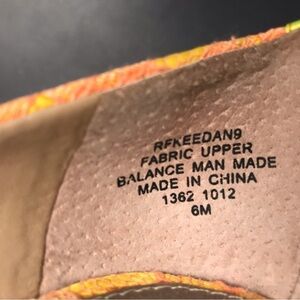 RFKEEDAN9
FABRIC UPPER
BALANCE MAN MADE
MADE IN CHINA
1362 1012
6M